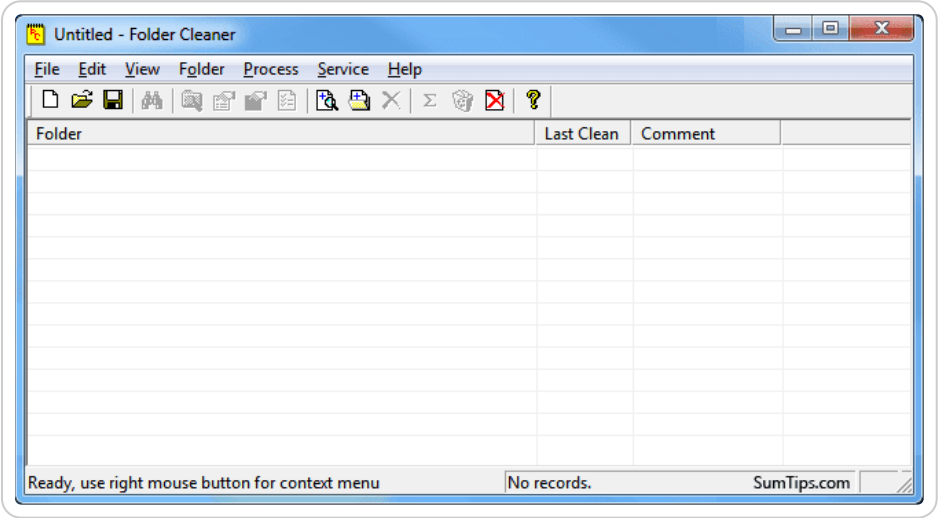 Untitled - Folder Cleaner
File Edit View Folder Process Service Help
Folder Last Clean Comment
Ready, use right mouse button for context menu No records. SumTips.com